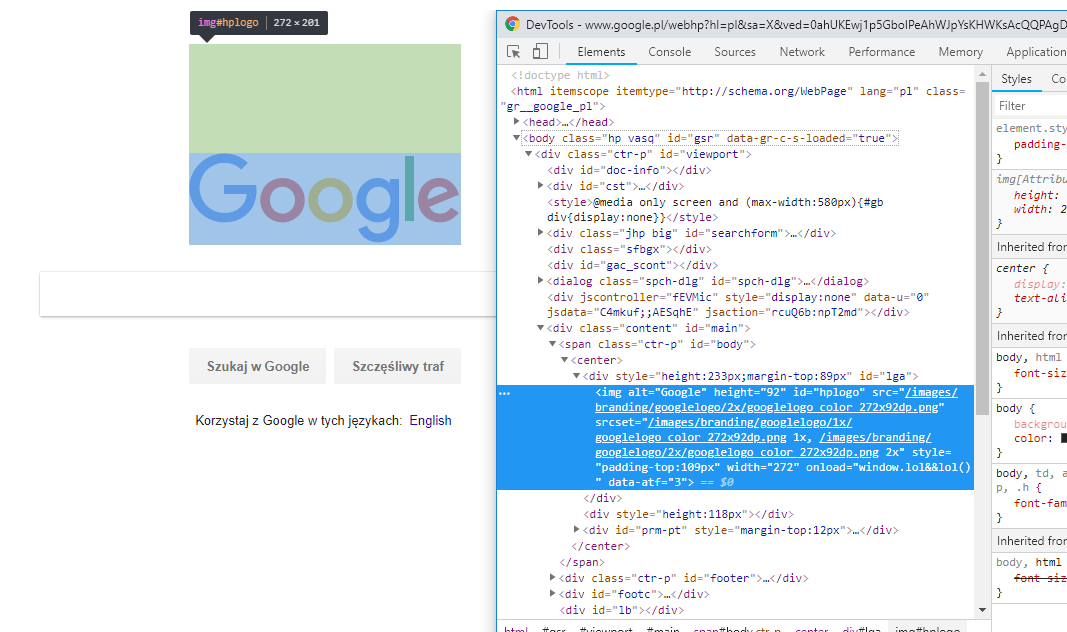 img#hplogo | 272 × 201
Google
Szukaj w Google
Szczęśliwy traf
Korzystaj z Google w tych językach: English
DevTools - www.google.pl/webhp?hl=pl&sa=X&ved=0ahUKEwj1p5GboIPeAhWJpYsKHWKsAcQQPAgD
Elements Console Sources Network Performance Memory Application
<!doctype html>
<html itemscope itemtype="http://schema.org/WebPage" lang="pl" class=
"gr__google_pl">
<head>…</head>
<body class="hp vasq" id="gsr" data-gr-c-s-loaded="true">
<div class="ctr-p" id="viewport">
<div id="doc-info"></div>
<div id="cst">…</div>
<style>@media only screen and (max-width:580px){#gb
div{display:none}}</style>
<div class="jhp big" id="searchform">…</div>
<div class="sfbgx"></div>
<div id="gac_scont"></div>
<dialog class="spch-dlg" id="spch-dlg">…</dialog>
<div jscontroller="fEVMic" style="display:none" data-u="0"
jsdata="C4mkuf;;AESqhE" jsaction="rcuQ6b:npT2md"></div>
<div class="content" id="main">
<span class="ctr-p" id="body">
<center>
<div style="height:233px;margin-top:89px" id="lga">
<img alt="Google" height="92" id="hplogo" src="/images/
branding/googlelogo/2x/googlelogo_color_272x92dp.png"
srcset="/images/branding/googlelogo/1x/
googlelogo_color_272x92dp.png 1x, /images/branding/
googlelogo/2x/googlelogo_color_272x92dp.png 2x" style=
"padding-top:109px" width="272" onload="window.lol&&lol()
" data-atf="3"> == $0
</div>
<div style="height:118px"></div>
<div id="prm-pt" style="margin-top:12px">…</div>
</center>
</span>
<div class="ctr-p" id="footer">…</div>
<div id="footc">…</div>
<div id="lb"></div>
html #gsr #viewport #main span#body.ctr-p center div#lga img#hplogo
Styles Co
Filter
element.sty
padding-
}
img[Attribu
height:
width: 2
}
Inherited from
center {
display:
text-ali
}
Inherited from
body, html
font-siz
}
body {
backgrou
color:
}
body, td, a
p, .h {
font-fam
}
Inherited from
body, html
font-siz
}